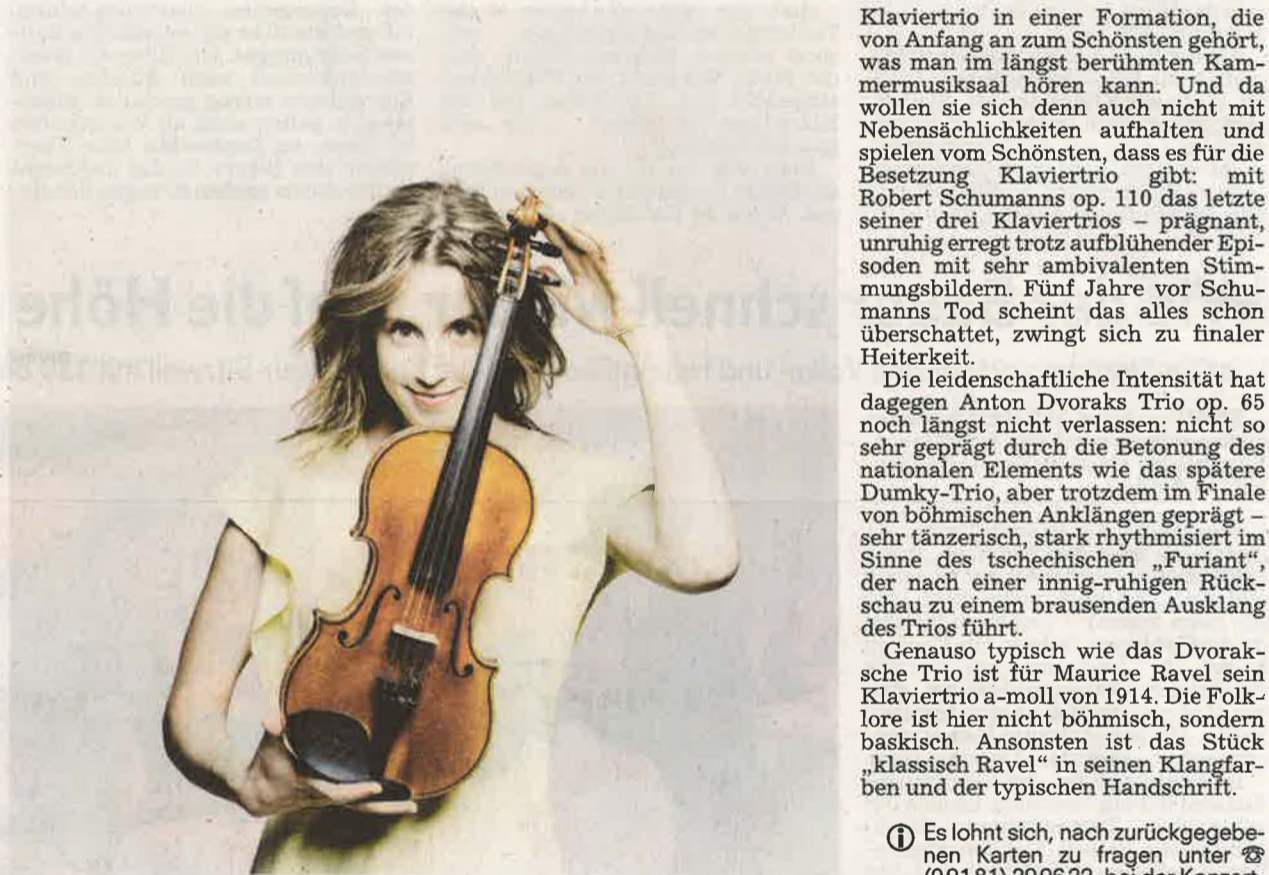 Klaviertrio in einer Formation, die
von Anfang an zum Schönsten gehört,
was man im längst berühmten Kam-
mermusiksaal hören kann. Und da
wollen sie sich denn auch nicht mit
Nebensächlichkeiten aufhalten und
spielen vom Schönsten, dass es für die
Besetzung Klaviertrio gibt: mit
Robert Schumanns op. 110 das letzte
seiner drei Klaviertrios – prägnant,
unruhig erregt trotz aufblühender Epi-
soden mit sehr ambivalenten Stim-
mungsbildern. Fünf Jahre vor Schu-
manns Tod scheint das alles schon
überschattet, zwingt sich zu finaler
Heiterkeit.
Die leidenschaftliche Intensität hat
dagegen Anton Dvoraks Trio op. 65
noch längst nicht verlassen: nicht so
sehr geprägt durch die Betonung des
nationalen Elements wie das spätere
Dumky-Trio, aber trotzdem im Finale
von böhmischen Anklängen geprägt –
sehr tänzerisch, stark rhythmisiert im
Sinne des tschechischen „Furiant“,
der nach einer innig-ruhigen Rück-
schau zu einem brausenden Ausklang
des Trios führt.
Genauso typisch wie das Dvorak-
sche Trio ist für Maurice Ravel sein
Klaviertrio a-moll von 1914. Die Folk-
lore ist hier nicht böhmisch, sondern
baskisch. Ansonsten ist das Stück
„klassisch Ravel“ in seinen Klangfar-
ben und der typischen Handschrift.
Es lohnt sich, nach zurückgegebe-
nen Karten zu fragen unter ☎
(09181) 299622, bei der Konzert-